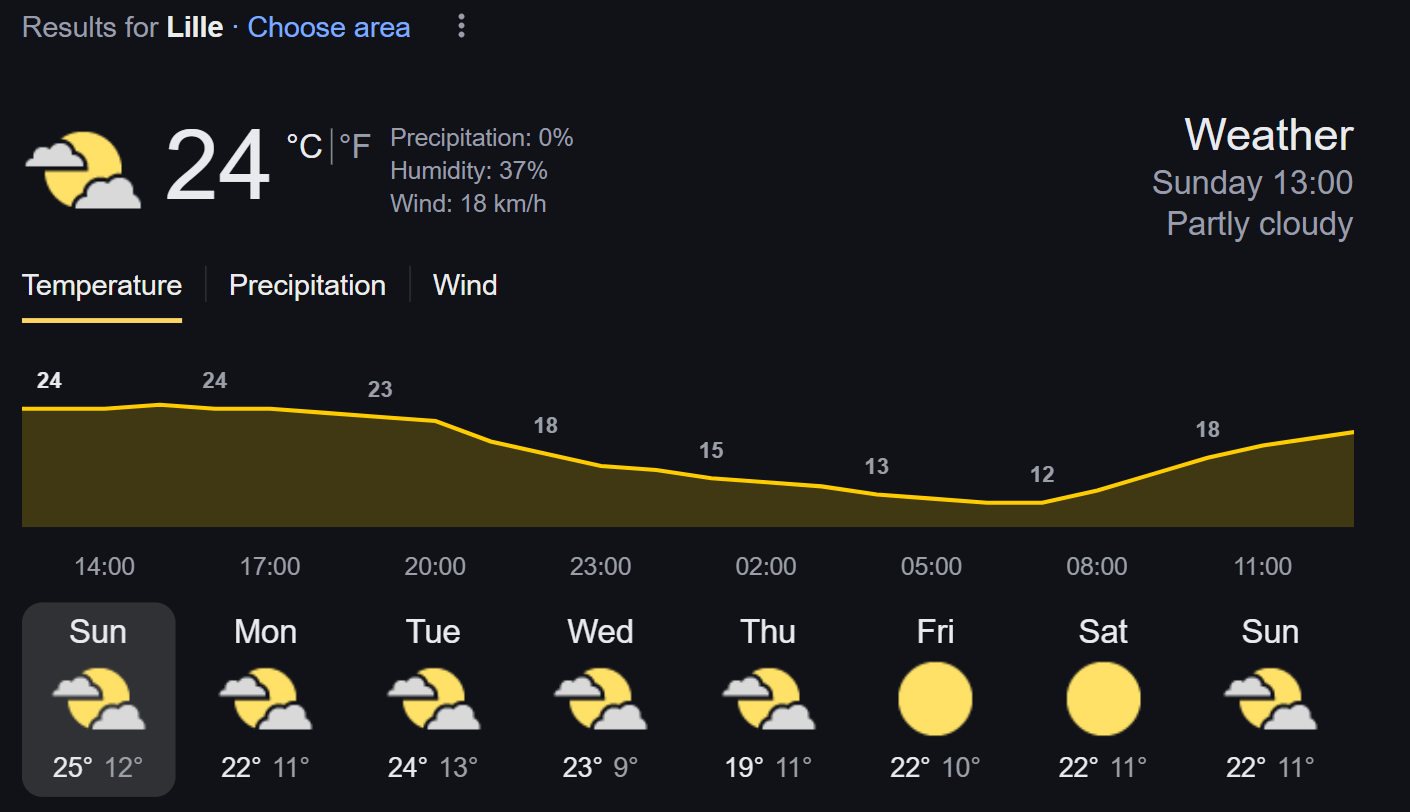 Results for Lille · Choose area
24 °C | °F
Precipitation: 0%
Humidity: 37%
Wind: 18 km/h
Weather
Sunday 13:00
Partly cloudy
Temperature Precipitation Wind
24 24 23 18 15 13 12 18
14:00 17:00 20:00 23:00 02:00 05:00 08:00 11:00
Sun Mon Tue Wed Thu Fri Sat Sun
25° 12° 22° 11° 24° 13° 23° 9° 19° 11° 22° 10° 22° 11° 22° 11°